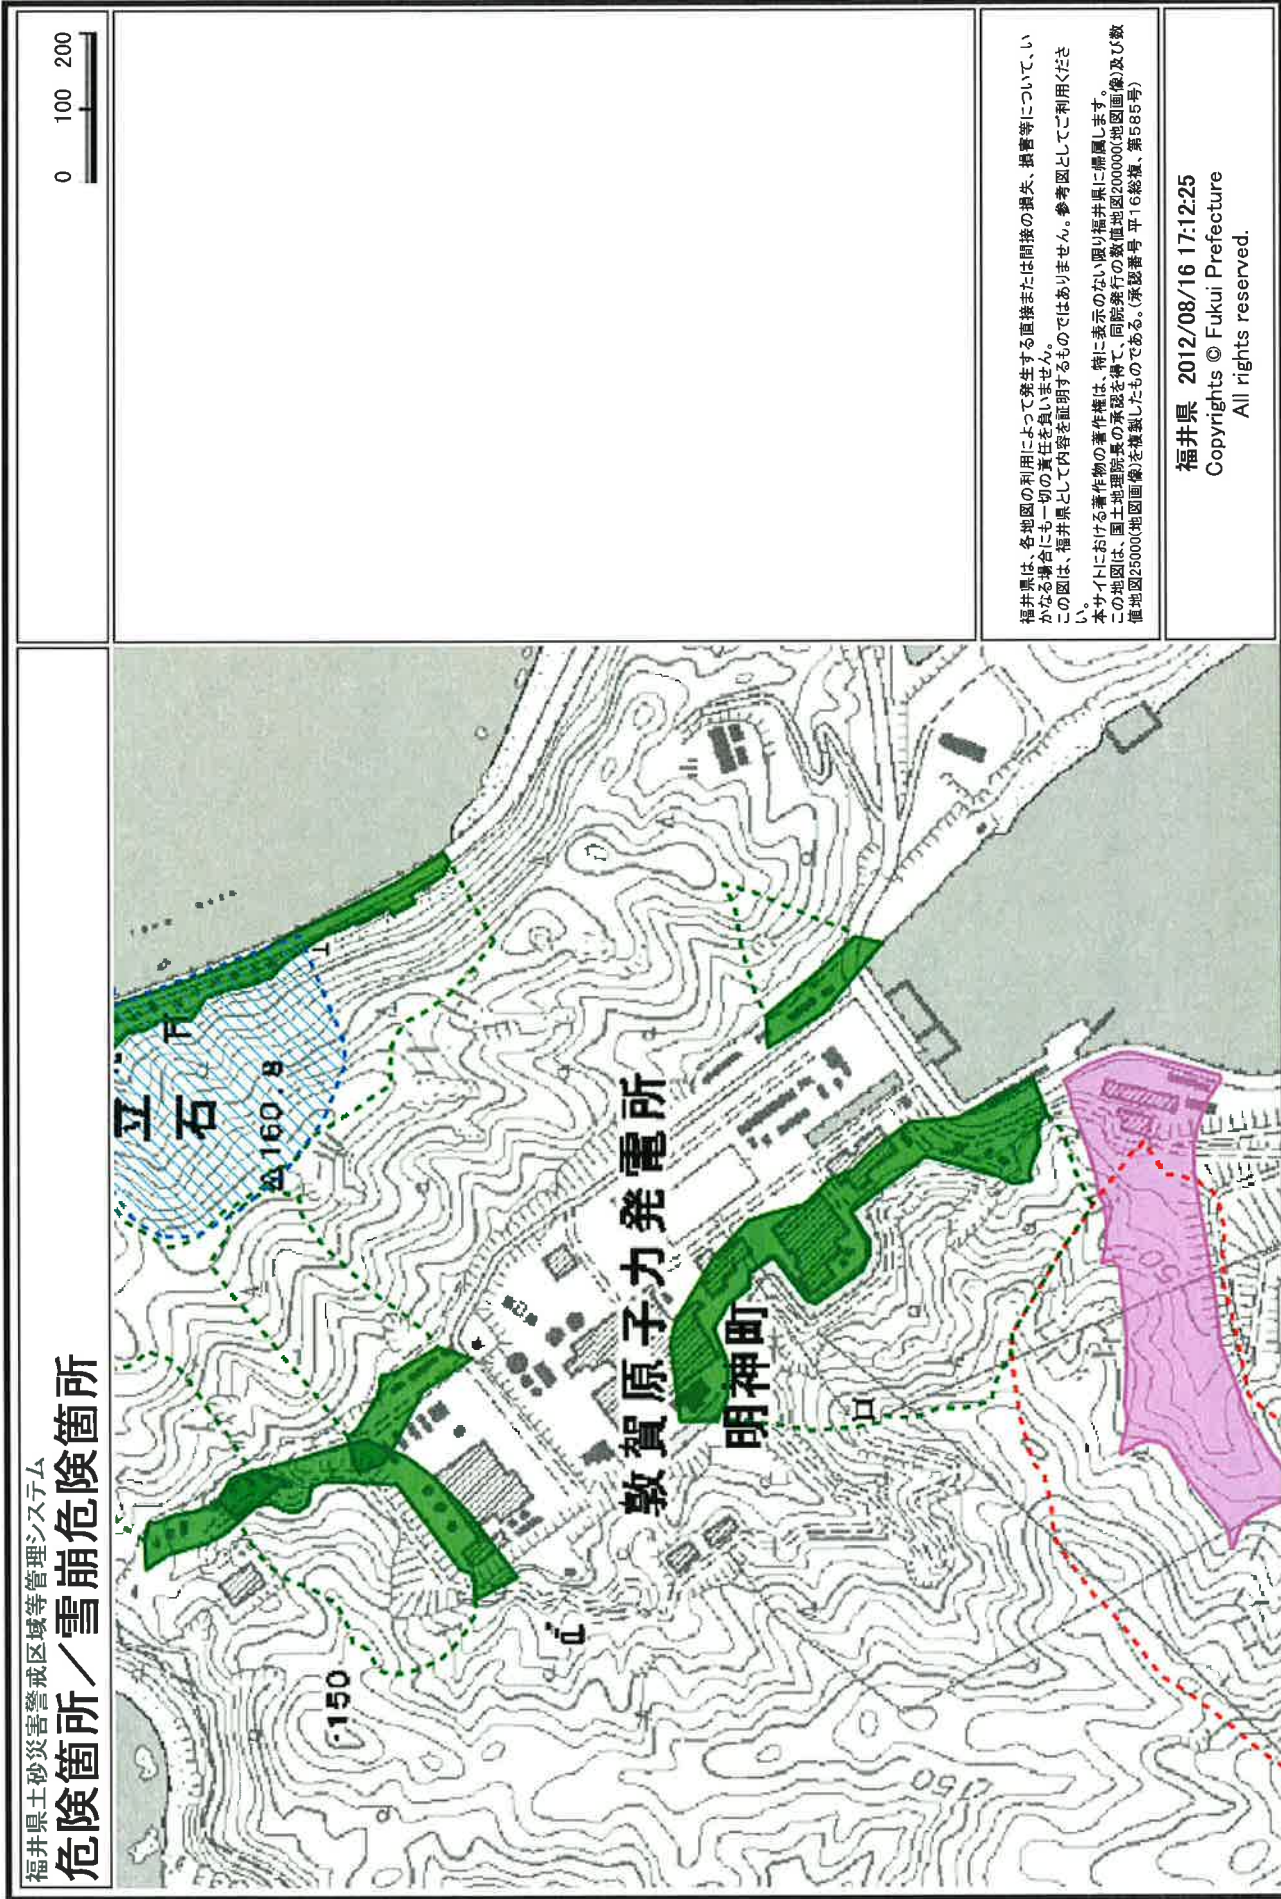 福井県土砂災害警戒区域等管理システム
危険箇所／雪崩危険箇所
0 100 200
立
石
160.8
敦賀原子力発電所
明神町
150
150
50
福井県は、各地図の利用によって発生する直接または間接の損失、損害等について、い
かなる場合にも一切の責任を負いません。
この図は、福井県として内容を証明するものではありません。参考図としてご利用くださ
い。
本サイトにおける著作物の著作権は、特に表示のない限り福井県に帰属します。
この地図は、国土地理院長の承認を得て、同院発行の数値地図200000(地図画像)及び数
値地図25000(地図画像)を複製したものである。(承認番号 平16総複、第585号)
福井県 2012/08/16 17:12:25
Copyrights © Fukui Prefecture
All rights reserved.